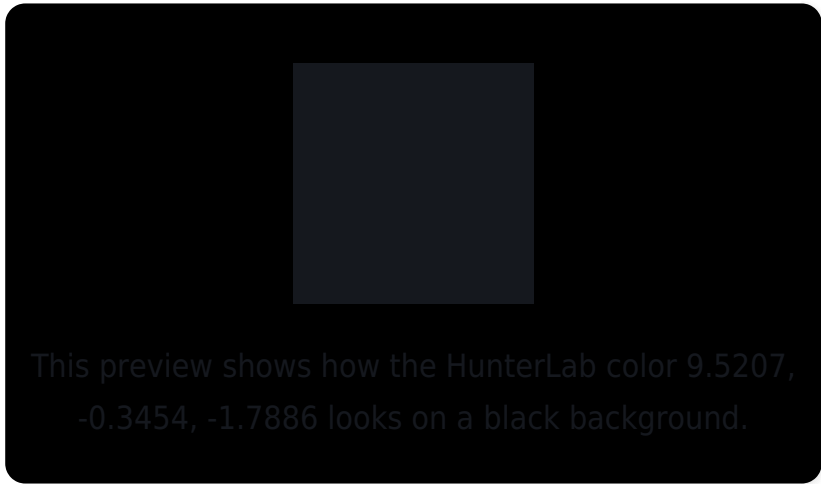 This preview shows how the HunterLab color 9.5207,
-0.3454, -1.7886 looks on a black background.